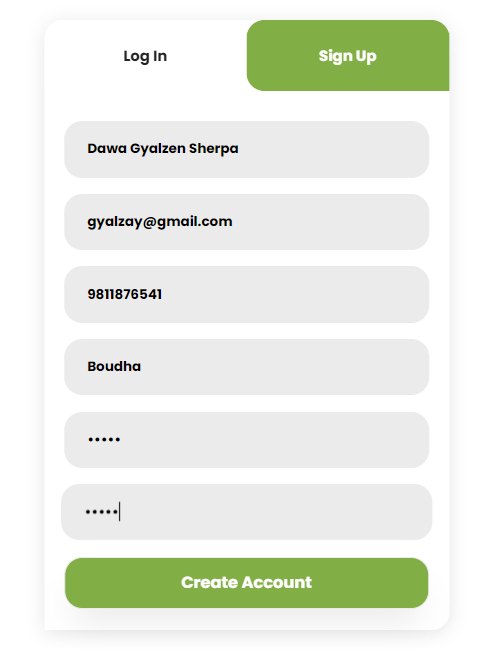 Log In
Sign Up
Dawa Gyalzen Sherpa
gyalzay@gmail.com
9811876541
Boudha
•••••
•••••
Create Account